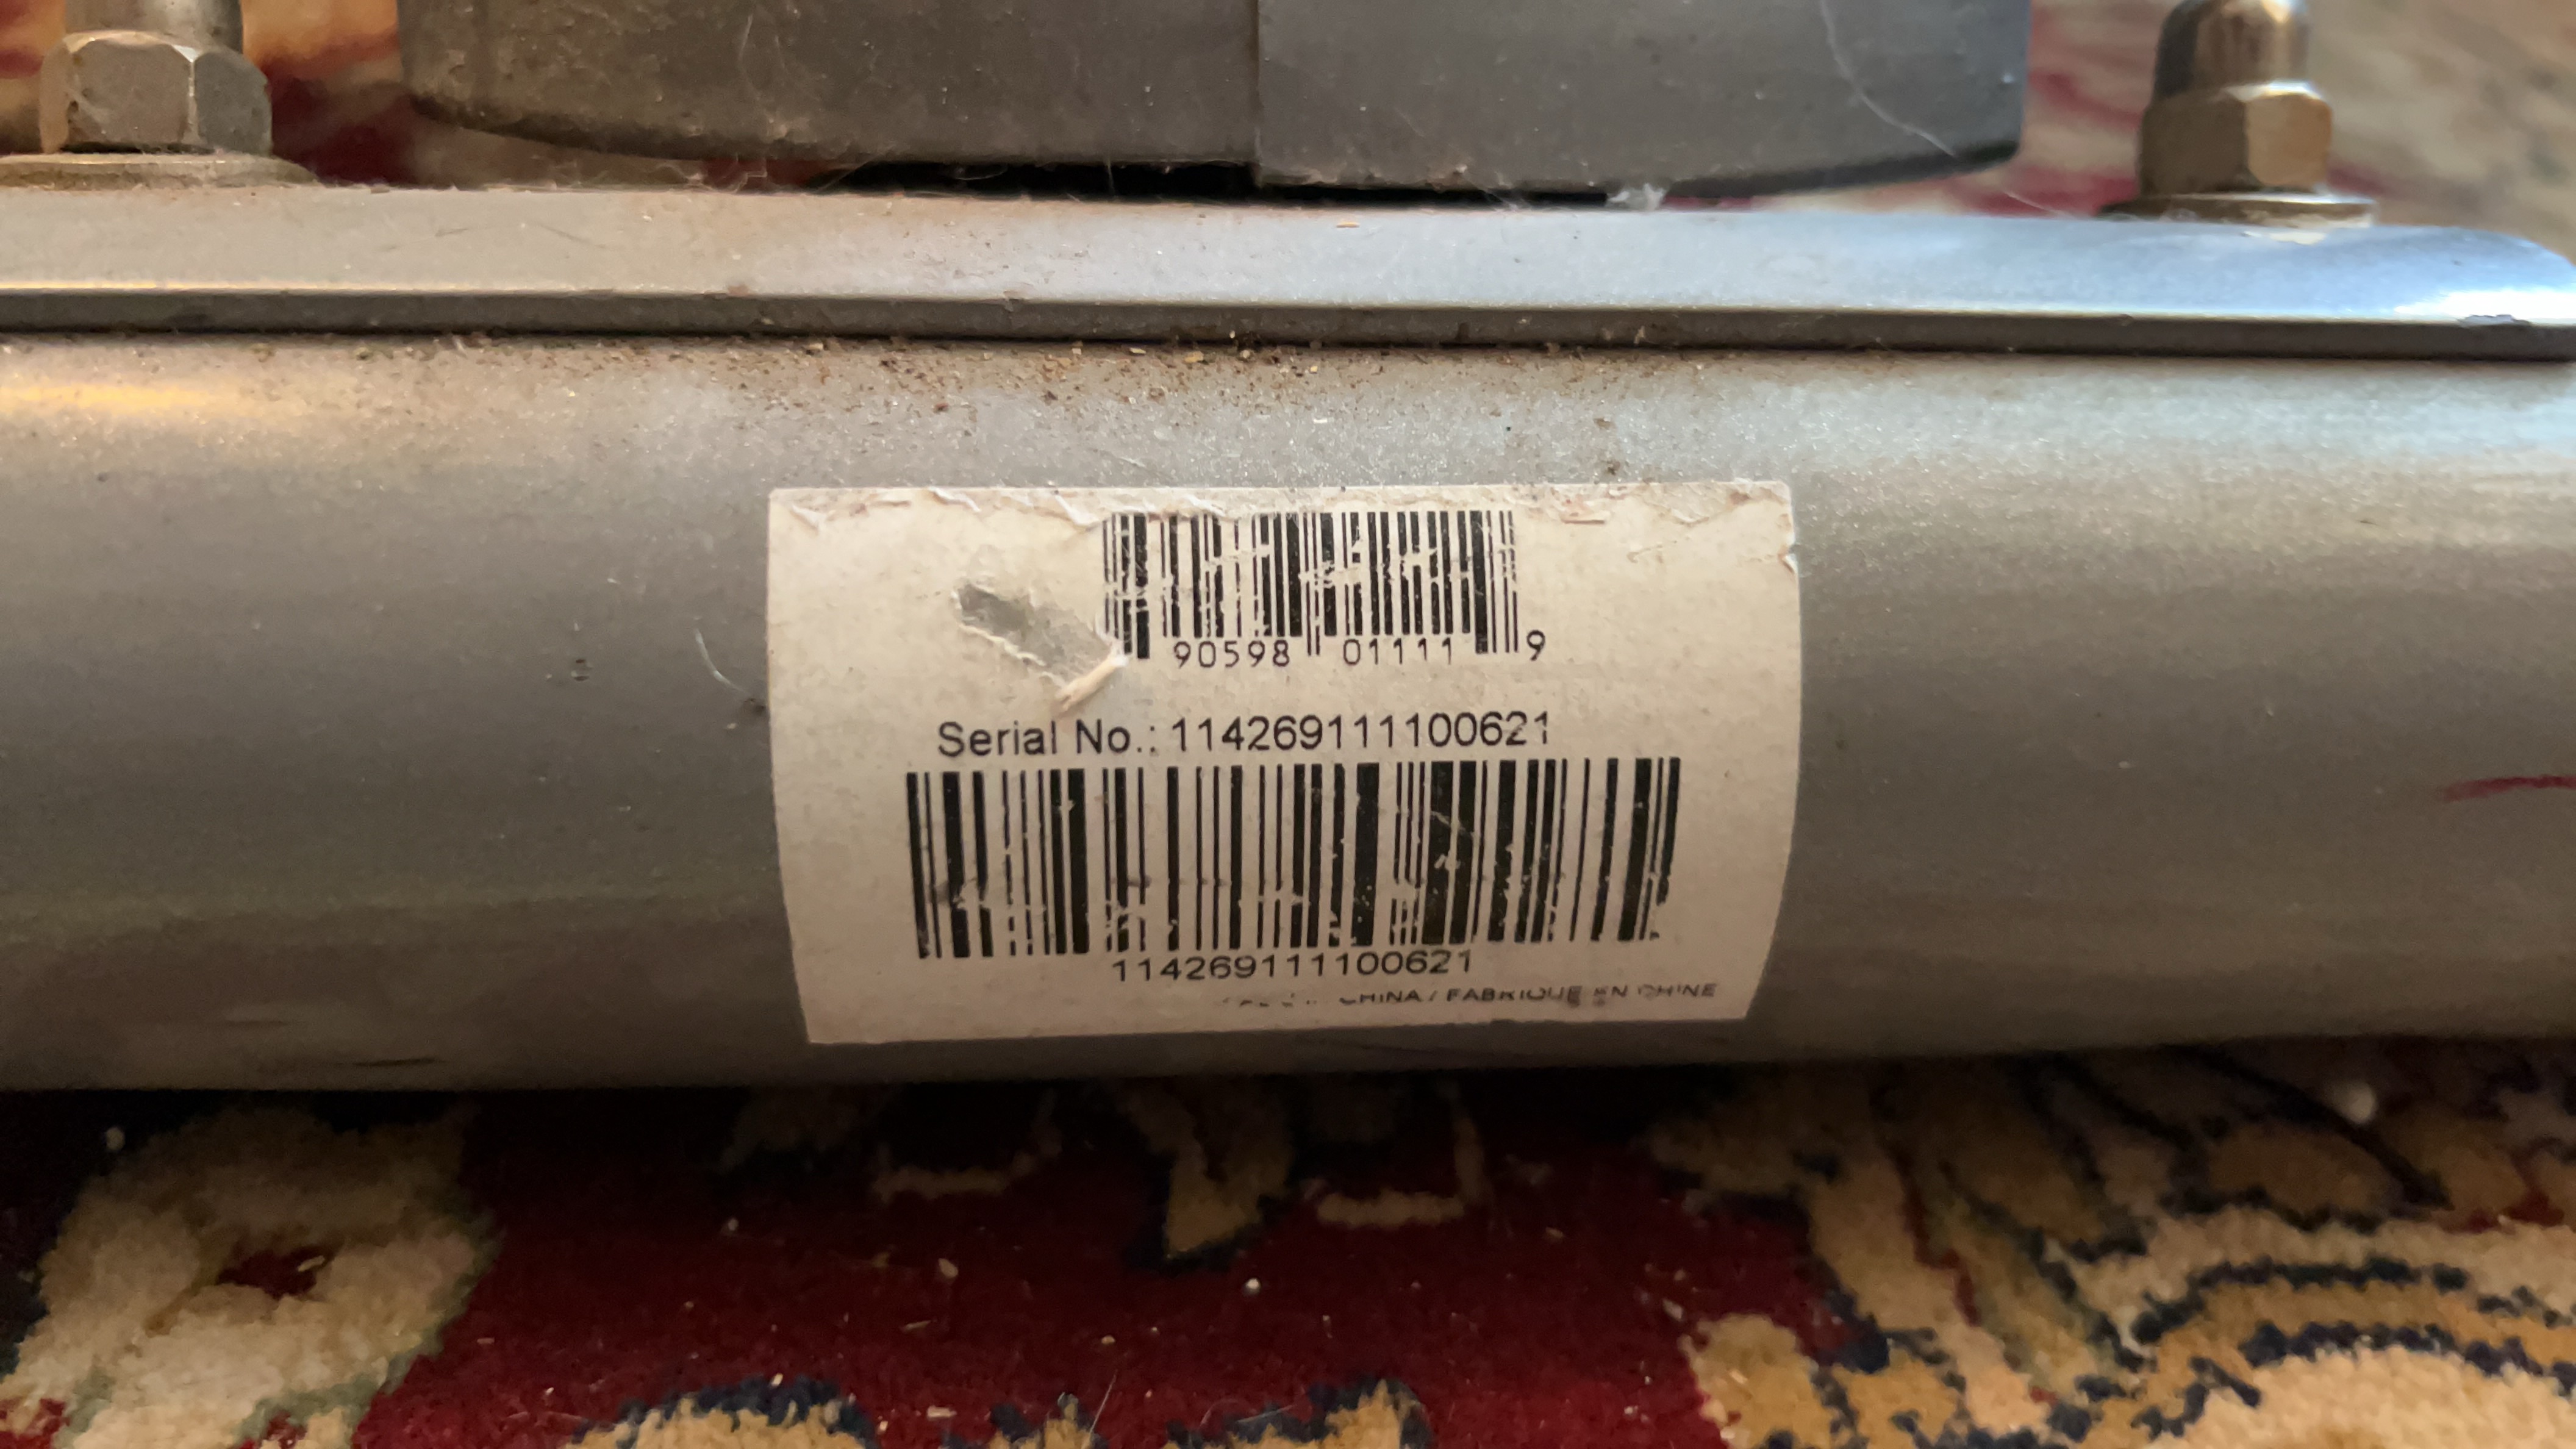 90598 01111 9
Serial No.: 114269111100621
114269111100621
CHINA / FABRIQUE EN CHINE